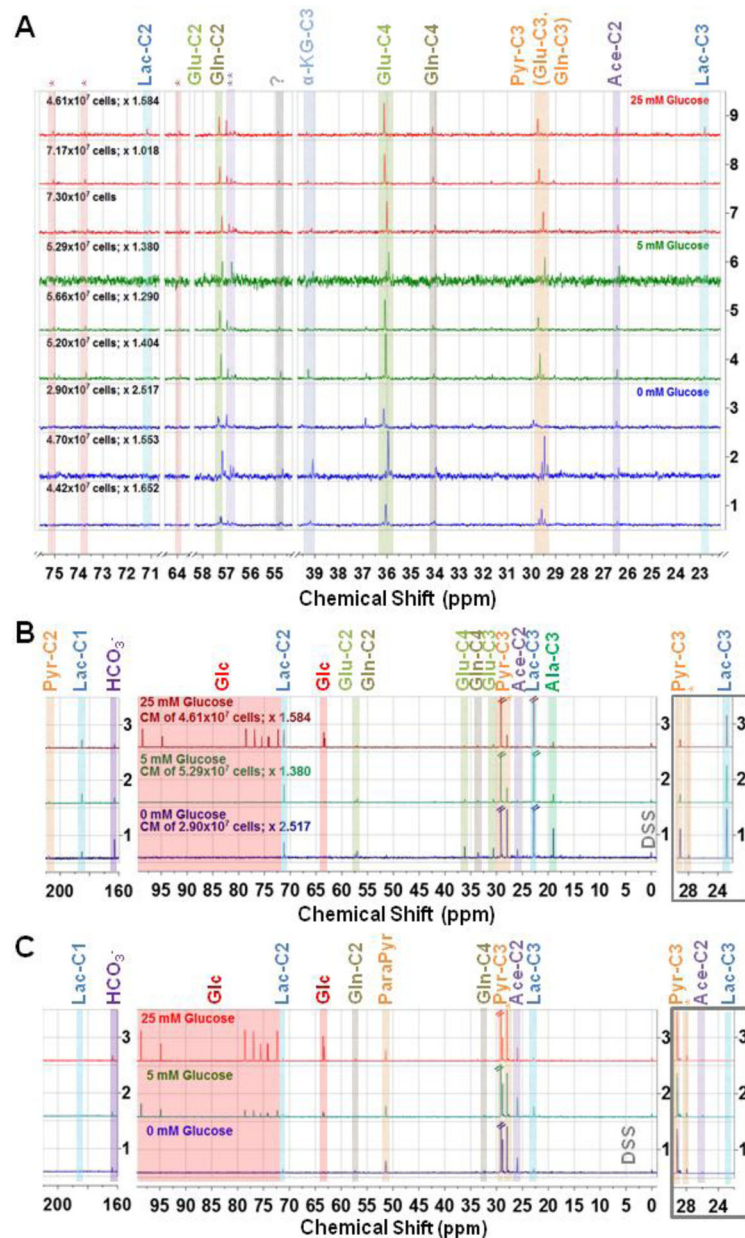 A
*
*
Lac-C2
*
Glu-C2
Gln-C2
**
?
α-KG-C3
Glu-C4
Gln-C4
Pyr-C3
(Glu-C3,
Gln-C3)
Ace-C2
Lac-C3
4.61x10⁷ cells; x 1.584
25 mM Glucose
9
7.17x10⁷ cells; x 1.018
8
7.30x10⁷ cells
7
5.29x10⁷ cells; x 1.380
5 mM Glucose
6
5.66x10⁷ cells; x 1.290
5
5.20x10⁷ cells; x 1.404
4
2.90x10⁷ cells; x 2.517
0 mM Glucose
3
4.70x10⁷ cells; x 1.553
2
4.42x10⁷ cells; x 1.652
1
75 74 73 72 71 64 58 57 55 39 38 37 36 35 34 33 32 31 30 29 28 27 26 25 24 23
Chemical Shift (ppm)
B
Pyr-C2
Lac-C1
HCO₃⁻
Glc
Lac-C2
Glc
Glu-C2
Gln-C2
Glu-C4
Gln-C4
Glu-C3
Pyr-C3
Ace-C2
Lac-C3
Ala-C3
Pyr-C3
*
Lac-C3
25 mM Glucose
CM of 4.61x10⁷ cells; x 1.584
3 3
5 mM Glucose
CM of 5.29x10⁷ cells; x 1.380
2 2
0 mM Glucose
CM of 2.90x10⁷ cells; x 2.517
1 1
DSS
200 160 95 90 85 80 75 70 65 60 55 50 45 40 35 30 25 20 15 10 5 0 28 24
Chemical Shift (ppm)
C
Lac-C1
HCO₃⁻
Glc
Lac-C2
Glc
Gln-C2
ParaPyr
Gln-C4
Pyr-C3
Ace-C2
Lac-C3
Pyr-C3
*
Ace-C2
Lac-C3
25 mM Glucose
3 3
5 mM Glucose
2 2
0 mM Glucose
1 1
DSS
200 160 95 90 85 80 75 70 65 60 55 50 45 40 35 30 25 20 15 10 5 0 28 24
Chemical Shift (ppm)